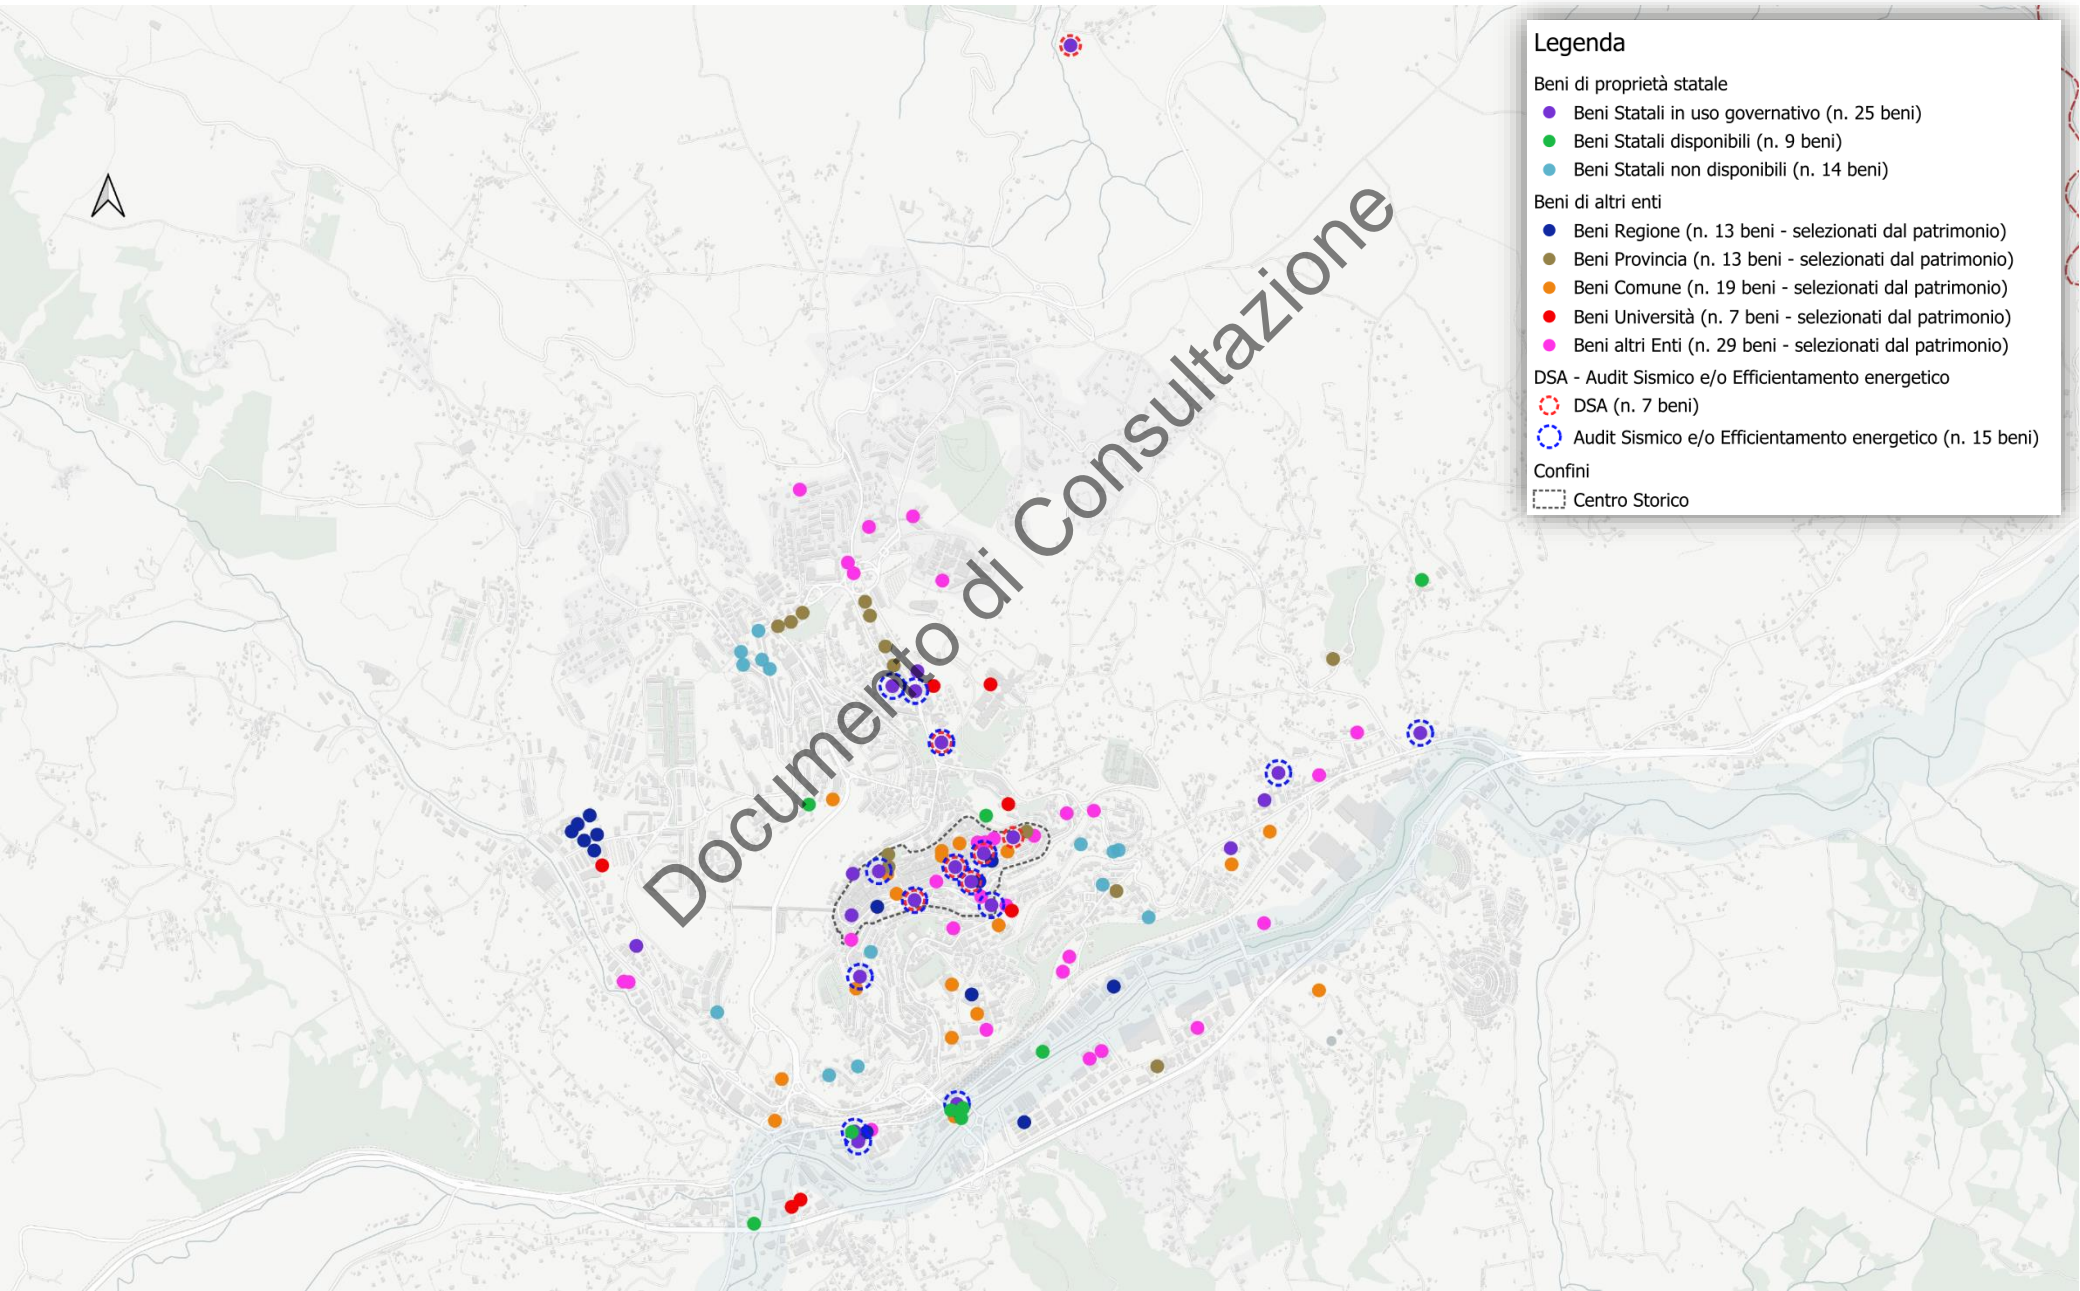 Legenda
Beni di proprietà statale
Beni Statali in uso governativo (n. 25 beni)
Beni Statali disponibili (n. 9 beni)
Beni Statali non disponibili (n. 14 beni)
Beni di altri enti
Beni Regione (n. 13 beni - selezionati dal patrimonio)
Beni Provincia (n. 13 beni - selezionati dal patrimonio)
Beni Comune (n. 19 beni - selezionati dal patrimonio)
Beni Università (n. 7 beni - selezionati dal patrimonio)
Beni altri Enti (n. 29 beni - selezionati dal patrimonio)
DSA - Audit Sismico e/o Efficientamento energetico
DSA (n. 7 beni)
Audit Sismico e/o Efficientamento energetico (n. 15 beni)
Confini
Centro Storico
Documento di Consultazione